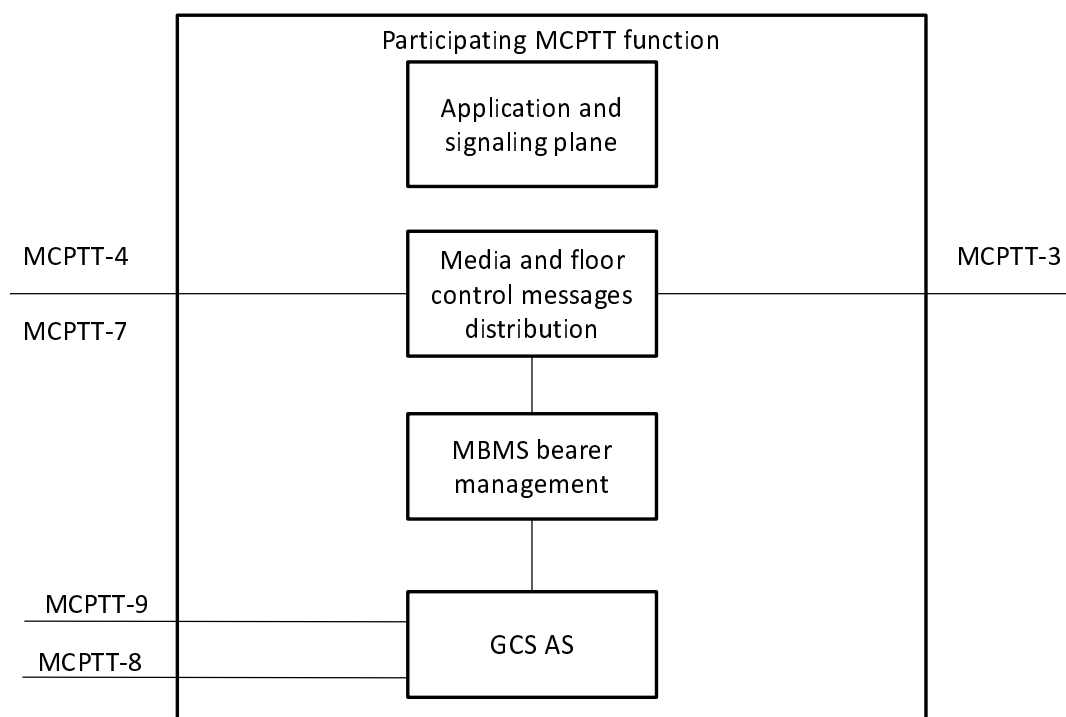 Participating MCPTT function
Application and
signaling plane
MCPTT-4
Media and floor
control messages
distribution
MCPTT-3
MCPTT-7
MBMS bearer
management
MCPTT-9
GCS AS
MCPTT-8